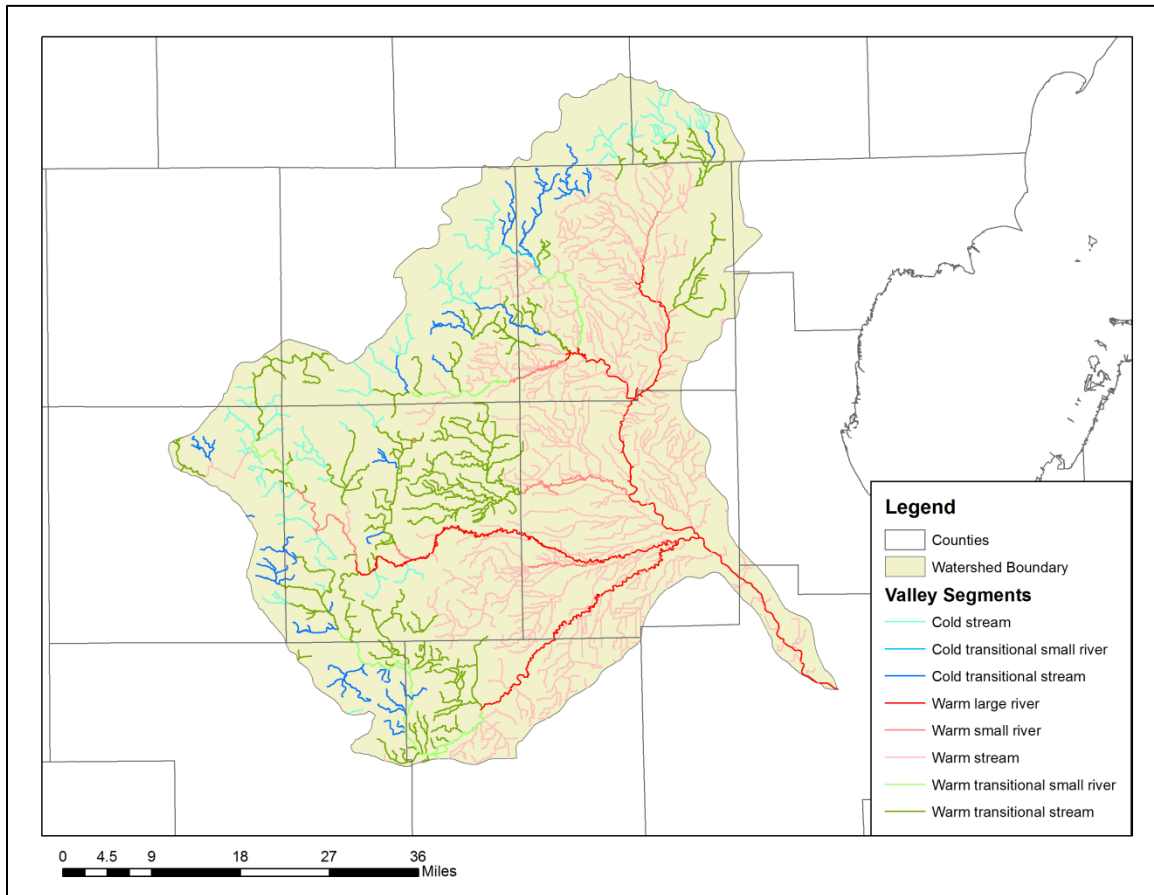 Legend
Counties
Watershed Boundary
Valley Segments
Cold stream
Cold transitional small river
Cold transitional stream
Warm large river
Warm small river
Warm stream
Warm transitional small river
Warm transitional stream
0 4.5 9 18 27 36
Miles